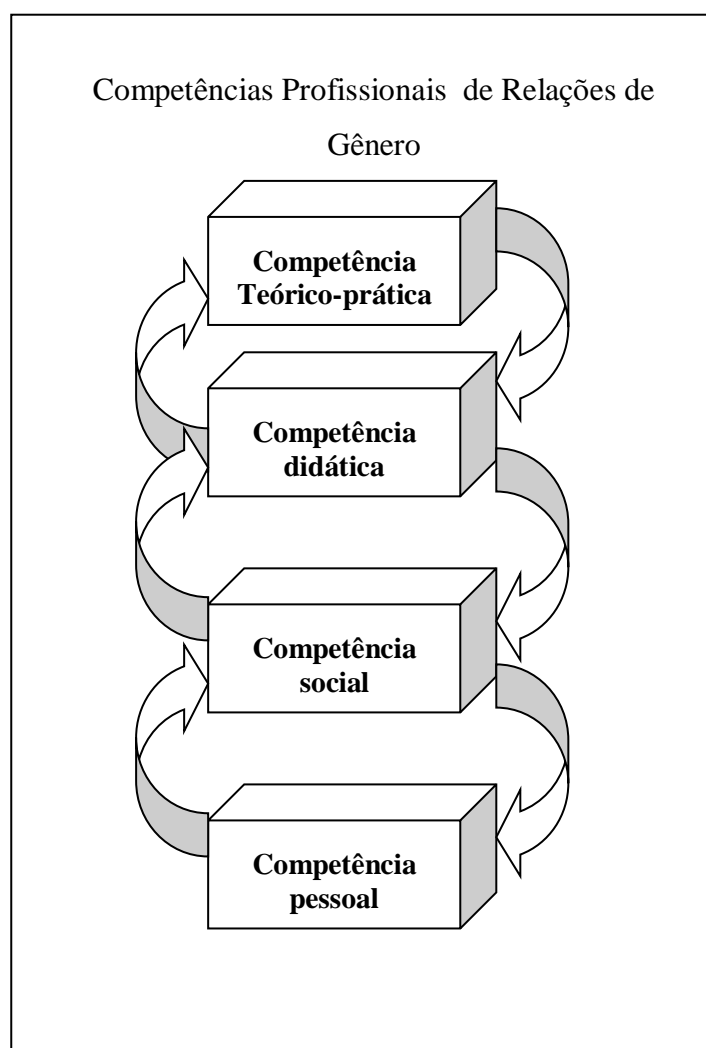 Competências Profissionais de Relações de
Gênero
Competência
Teórico-prática
Competência
didática
Competência
social
Competência
pessoal